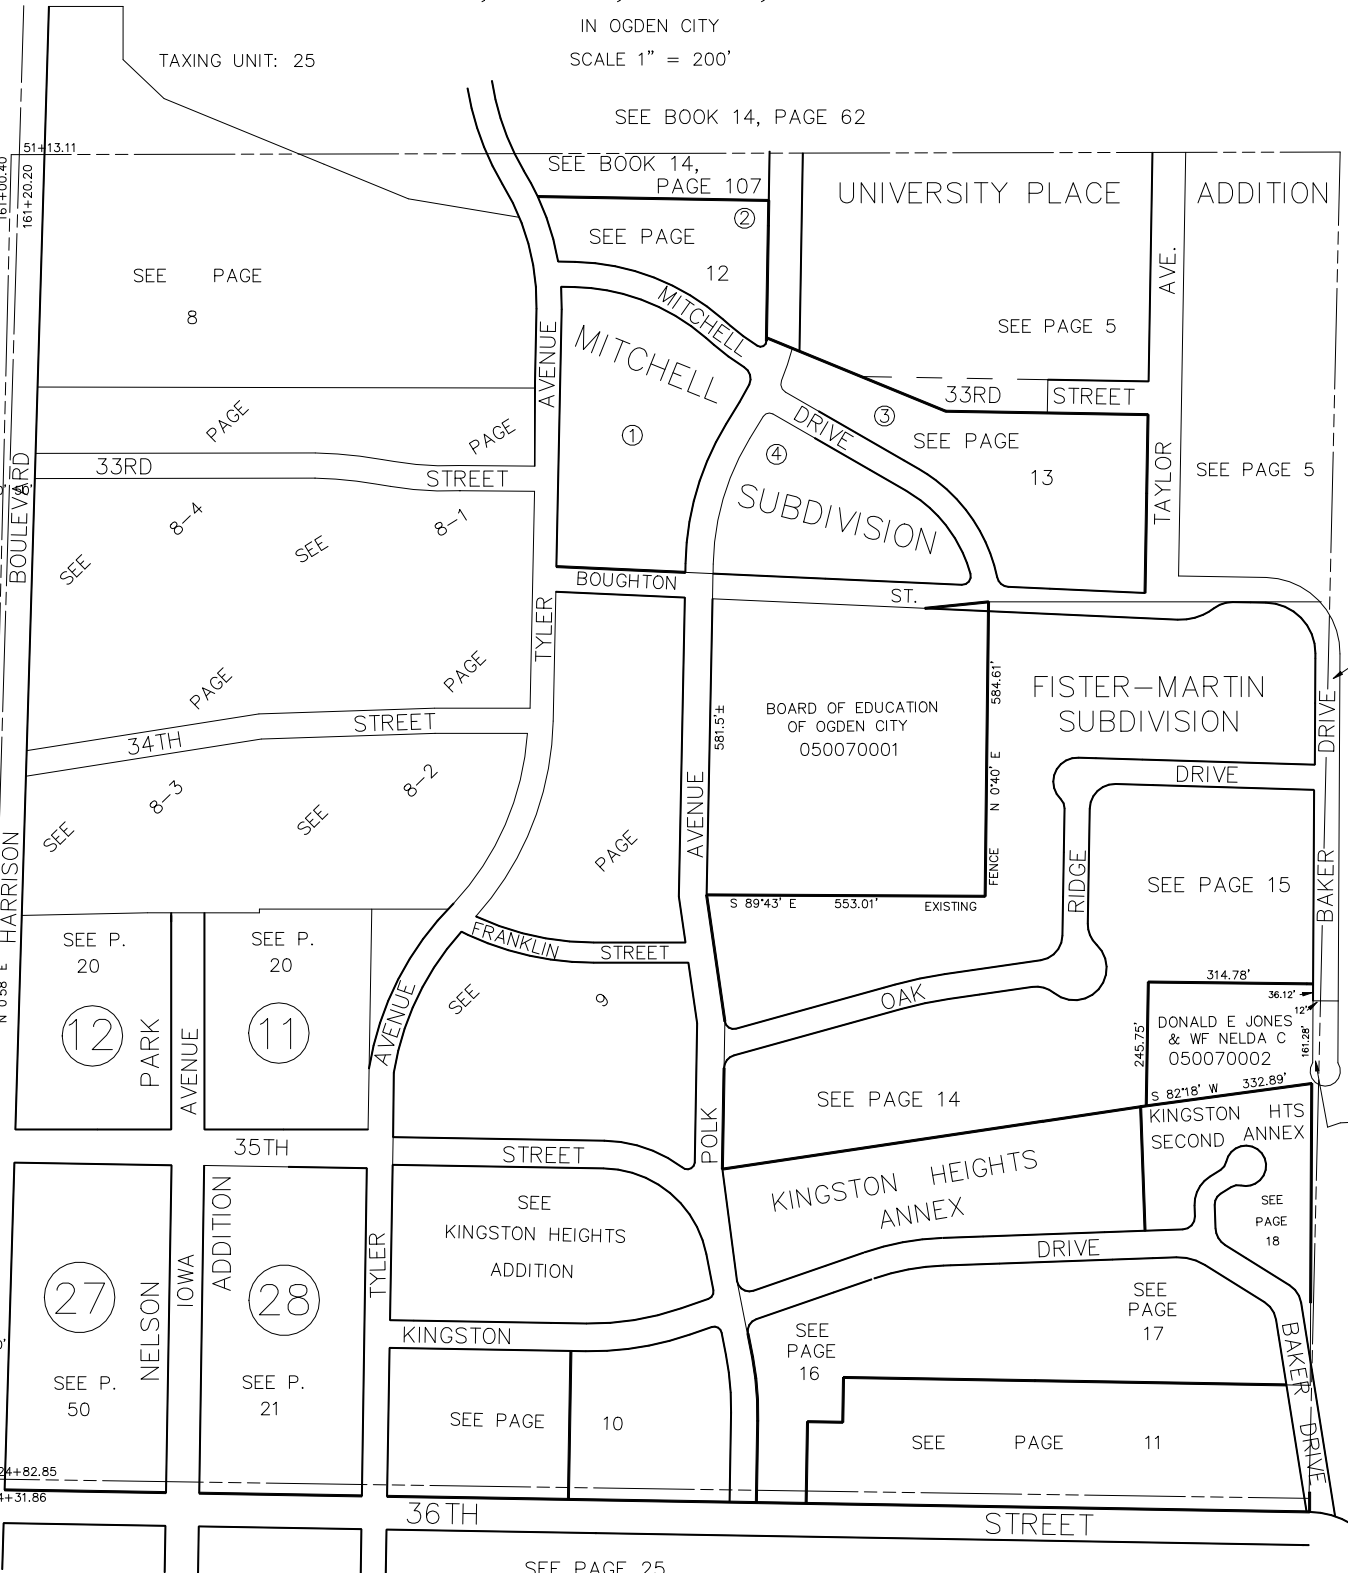 IN OGDEN CITY
TAXING UNIT: 25
SCALE 1" = 200'
SEE BOOK 14, PAGE 62
51+13.11
161+00.40
161+20.20
SEE BOOK 14,
PAGE 107
UNIVERSITY PLACE
ADDITION
2
SEE PAGE
12
SEE PAGE
8
AVE.
MITCHELL
SEE PAGE 5
AVENUE
MITCHELL
33RD
STREET
PAGE
PAGE
1
DRIVE
3
SEE PAGE
13
4
33RD
STREET
TAYLOR
SEE PAGE 5
BOULEVARD
50'
8-4
8-1
SEE
SEE
SUBDIVISION
BOUGHTON
ST.
TYLER
PAGE
PAGE
584.61'
FISTER-MARTIN
SUBDIVISION
BOARD OF EDUCATION
OF OGDEN CITY
050070001
581.5'±
DRIVE
34TH
STREET
DRIVE
8-3
8-2
SEE
SEE
N 0°40' E
AVENUE
PAGE
HARRISON
FENCE
RIDGE
SEE PAGE 15
BAKER
S 89°43' E
553.01'
EXISTING
SEE P.
20
SEE P.
20
FRANKLIN
STREET
N 0°58' E
SEE
9
OAK
314.78'
36.12'
12'
12
PARK
AVENUE
11
AVENUE
245.75'
DONALD E JONES
& WF NELDA C
050070002
161.28'
S 82°18' W
332.89'
SEE PAGE 14
POLK
KINGSTON HTS
SECOND ANNEX
35TH
STREET
KINGSTON HEIGHTS
ANNEX
SEE
PAGE
18
ADDITION
SEE
KINGSTON HEIGHTS
ADDITION
TYLER
IOWA
DRIVE
27
NELSON
28
SEE
PAGE
17
KINGSTON
SEE
PAGE
16
BAKER
SEE P.
50
SEE P.
21
SEE PAGE
10
SEE PAGE 11
DRIVE
24+82.85
4+31.86
36TH
STREET
SEE PAGE 25